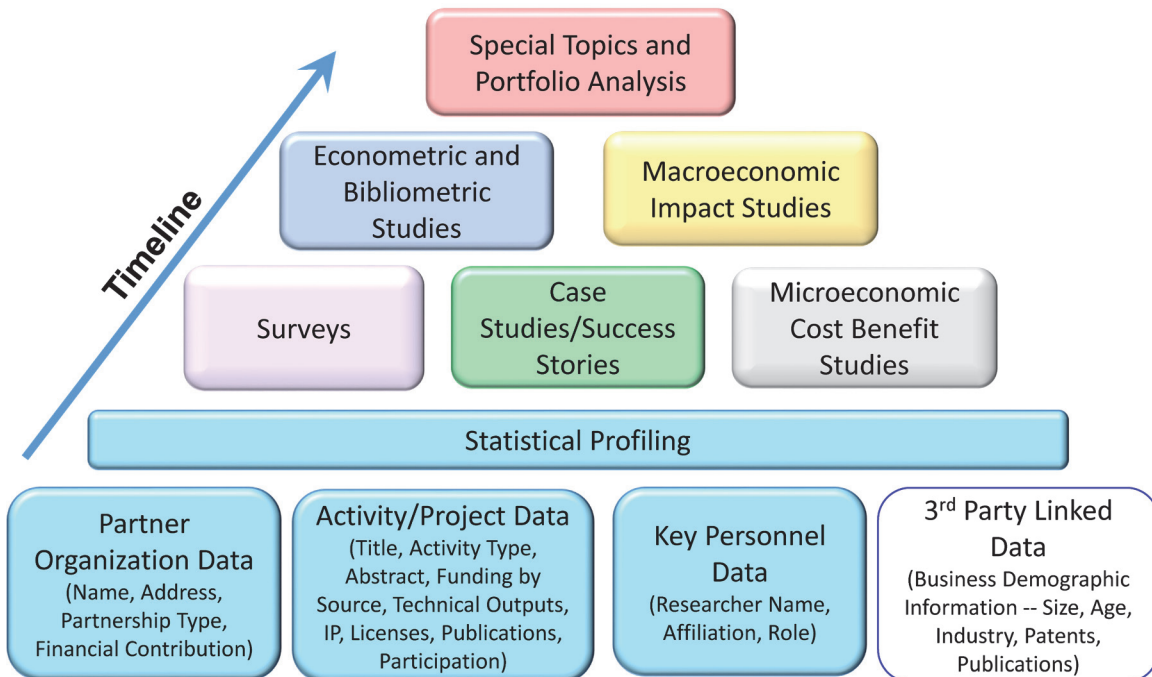 Special Topics and
Portfolio Analysis
Econometric and
Bibliometric
Studies
Macroeconomic
Impact Studies
Timeline
Surveys
Case
Studies/Success
Stories
Microeconomic
Cost Benefit
Studies
Statistical Profiling
Partner
Organization Data
(Name, Address,
Partnership Type,
Financial Contribution)
Activity/Project Data
(Title, Activity Type,
Abstract, Funding by
Source, Technical Outputs,
IP, Licenses, Publications,
Participation)
Key Personnel
Data
(Researcher Name,
Affiliation, Role)
3rd Party Linked
Data
(Business Demographic
Information -- Size, Age,
Industry, Patents,
Publications)